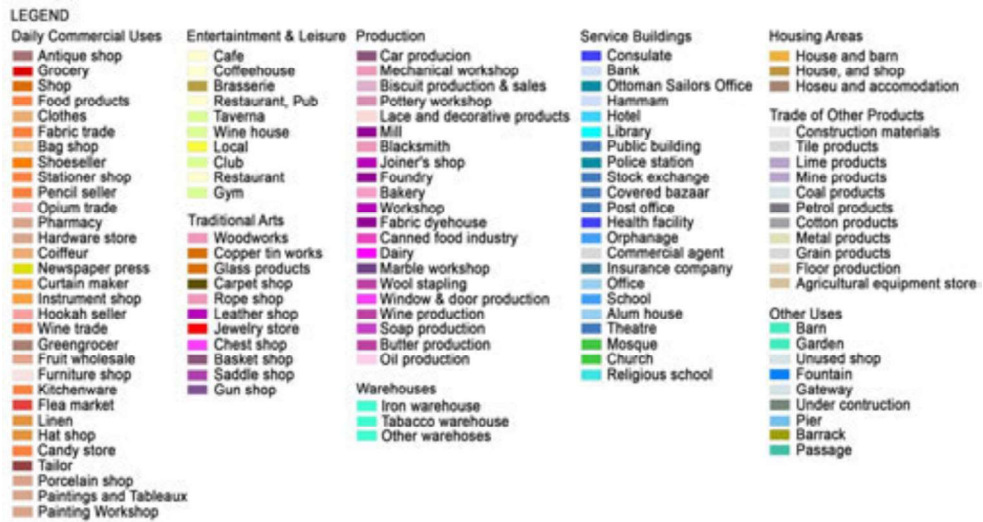 LEGEND
Daily Commercial Uses
Antique shop
Grocery
Shop
Food products
Clothes
Fabric trade
Bag shop
Shoeseller
Stationer shop
Pencil seller
Opium trade
Pharmacy
Hardware store
Coiffeur
Newspaper press
Curtain maker
Instrument shop
Hookah seller
Wine trade
Greengrocer
Fruit wholesale
Furniture shop
Kitchenware
Flea market
Linen
Hat shop
Candy store
Tailor
Porcelain shop
Paintings and Tableaux
Painting Workshop
Entertaintment & Leisure
Cafe
Coffeehouse
Brasserie
Restaurant, Pub
Taverna
Wine house
Local
Club
Restaurant
Gym
Traditional Arts
Woodworks
Copper tin works
Glass products
Carpet shop
Rope shop
Leather shop
Jewelry store
Chest shop
Basket shop
Saddle shop
Gun shop
Production
Car producion
Mechanical workshop
Biscuit production & sales
Pottery workshop
Lace and decorative products
Mill
Blacksmith
Joiner's shop
Foundry
Bakery
Workshop
Fabric dyehouse
Canned food industry
Dairy
Marble workshop
Wool stapling
Window & door production
Wine production
Soap production
Butter production
Oil production
Warehouses
Iron warehouse
Tabacco warehouse
Other warehoses
Service Buildings
Consulate
Bank
Ottoman Sailors Office
Hammam
Hotel
Library
Public building
Police station
Stock exchange
Covered bazaar
Post office
Health facility
Orphanage
Commercial agent
Insurance company
Office
School
Alum house
Theatre
Mosque
Church
Religious school
Housing Areas
House and barn
House, and shop
Hoseu and accomodation
Trade of Other Products
Construction materials
Tile products
Lime products
Mine products
Coal products
Petrol products
Cotton products
Metal products
Grain products
Floor production
Agricultural equipment store
Other Uses
Barn
Garden
Unused shop
Fountain
Gateway
Under contruction
Pier
Barrack
Passage